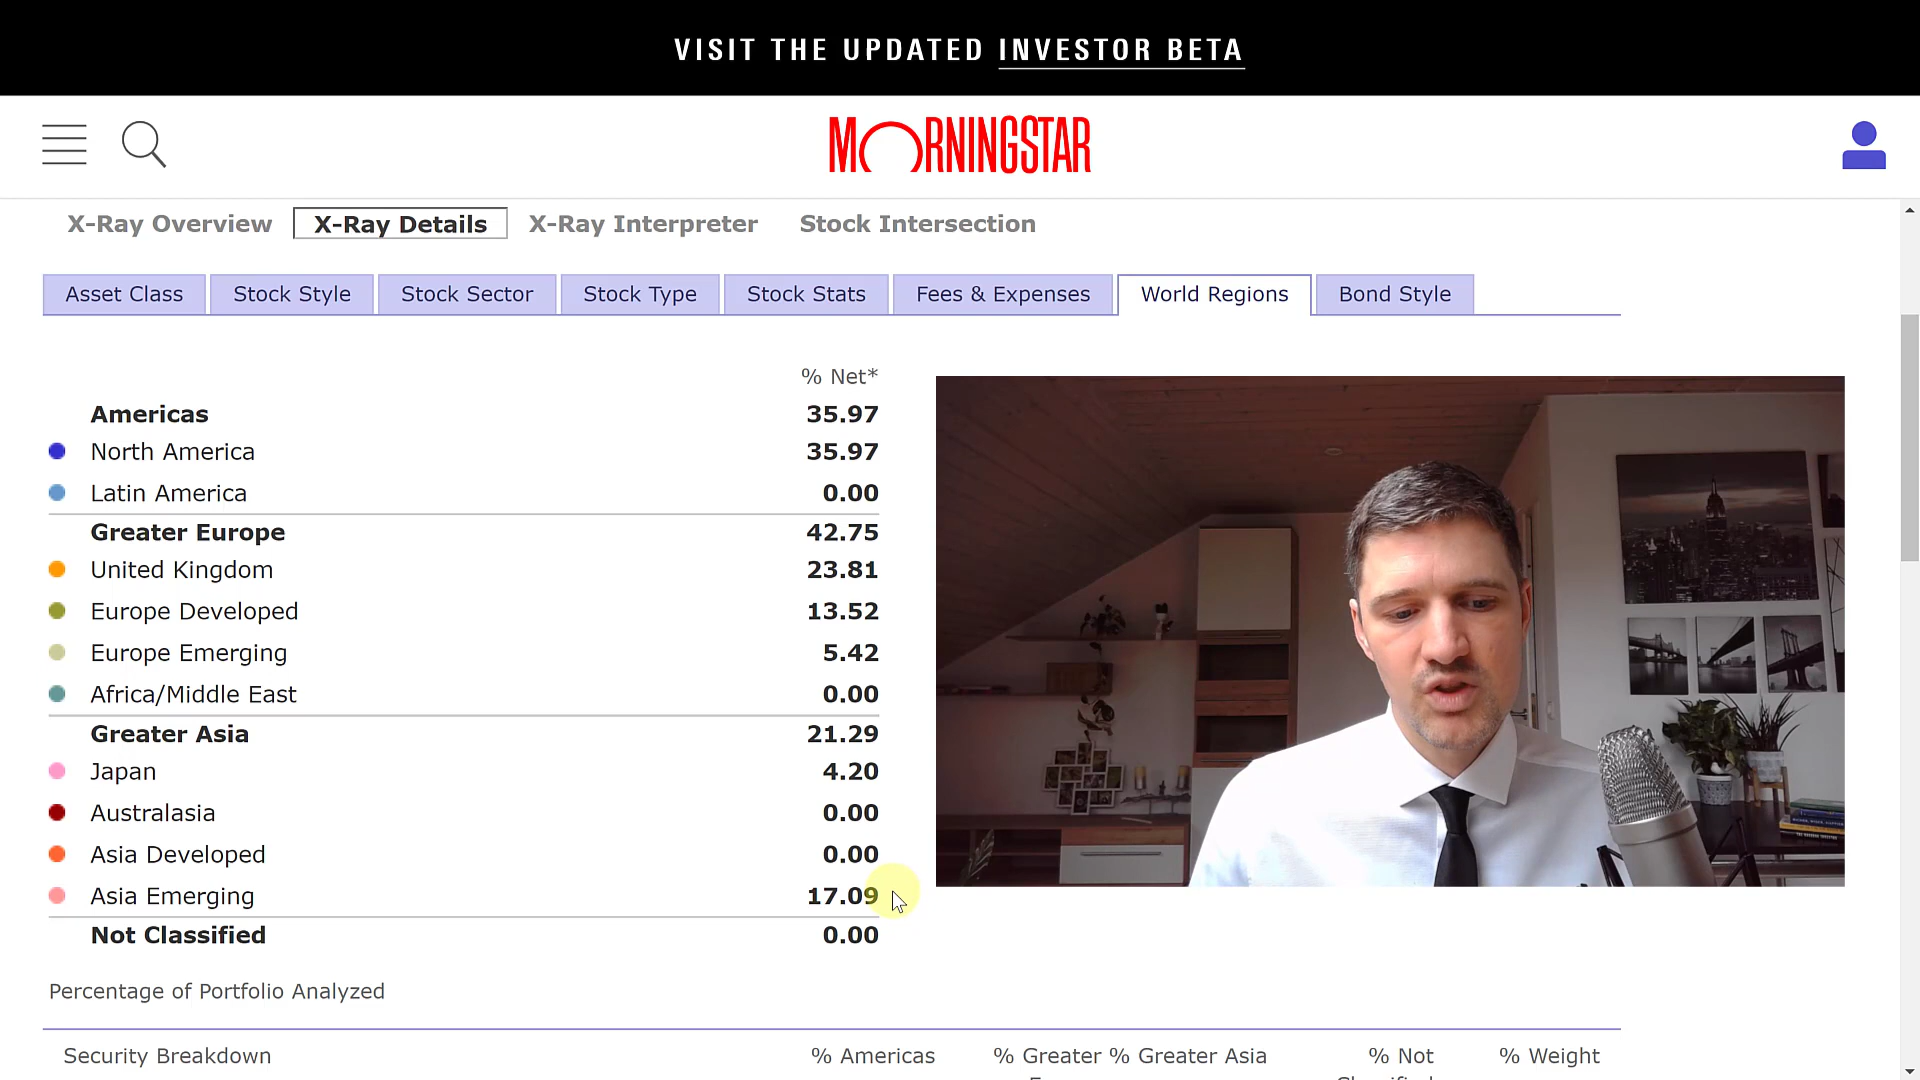 VISIT THE UPDATED INVESTOR BETA
MORNINGSTAR
X-Ray Overview X-Ray Details X-Ray Interpreter Stock Intersection
Asset Class Stock Style Stock Sector Stock Type Stock Stats Fees & Expenses World Regions Bond Style
% Net*
Americas 35.97
North America 35.97
Latin America 0.00
Greater Europe 42.75
United Kingdom 23.81
Europe Developed 13.52
Europe Emerging 5.42
Africa/Middle East 0.00
Greater Asia 21.29
Japan 4.20
Australasia 0.00
Asia Developed 0.00
Asia Emerging 17.09
Not Classified 0.00
Percentage of Portfolio Analyzed
Security Breakdown % Americas % Greater % Greater Asia % Not % Weight